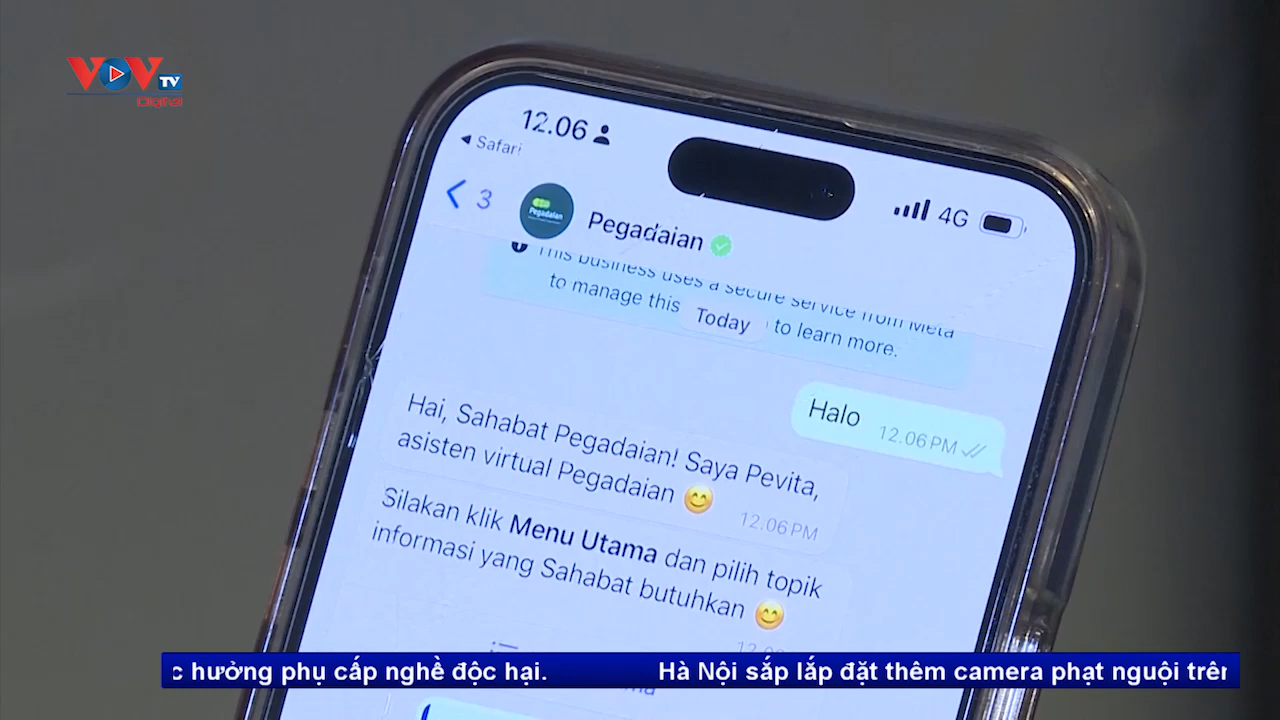 VOV TV
Digital
12.06
Safari
3
Pegadaian
Pegadaian
4G
This business uses a secure service from Meta
to manage this
Today
to learn more.
Halo
12.06 PM
Hai, Sahabat Pegadaian! Saya Pevita,
asisten virtual Pegadaian 😊
12.06 PM
Silakan klik Menu Utama dan pilih topik
informasi yang Sahabat butuhkan 😊
c hưởng phụ cấp nghề độc hại.
Hà Nội sắp lắp đặt thêm camera phạt nguội trên